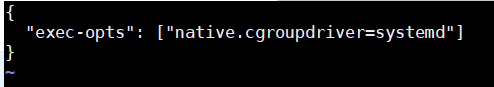 {
  "exec-opts": ["native.cgroupdriver=systemd"]
}
~